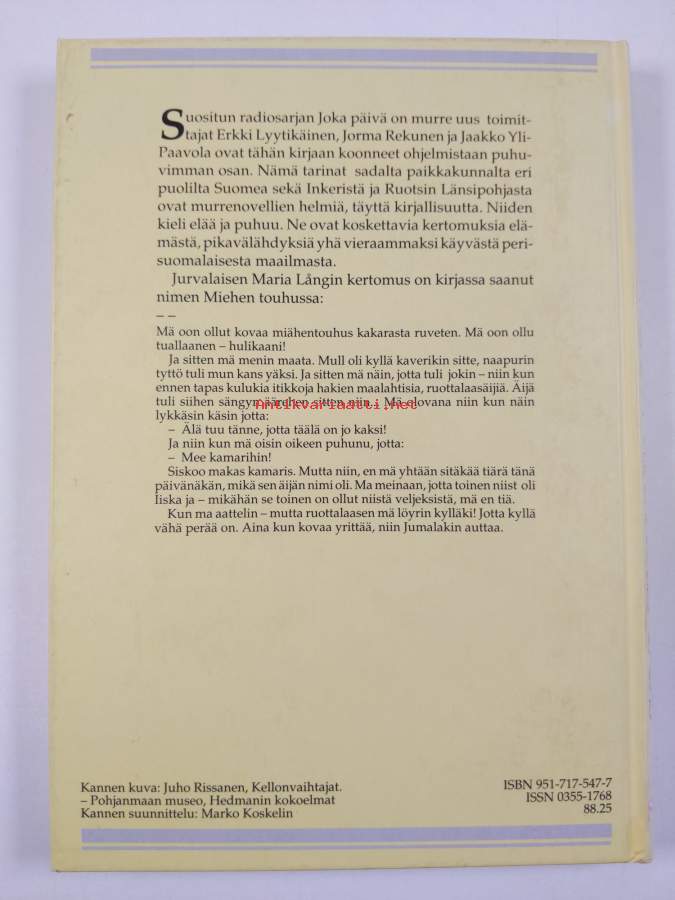 Suositun radiosarjan Joka päivä on murre uus toimit-
tajat Erkki Lyytikäinen, Jorma Rekunen ja Jaakko Yli-
Paavola ovat tähän kirjaan koonneet ohjelmistaan puhu-
vimman osan. Nämä tarinat sadalta paikkakunnalta eri
puolilta Suomea sekä Inkeristä ja Ruotsin Länsipohjasta
ovat murrenovellien helmiä, täyttä kirjallisuutta. Niiden
kieli elää ja puhuu. Ne ovat koskettavia kertomuksia elä-
mästä, pikavälähdyksiä yhä vieraammaksi käyvästä peri-
suomalaisesta maailmasta.
Jurvalaisen Maria Långin kertomus on kirjassa saanut
nimen Miehen touhussa:
– –
Mä oon ollut kovaa miähentouhus kakarasta ruveten. Mä oon ollu
tuallaanen – hulikaani!
Ja sitten mä menin maata. Mull oli kyllä kaverikin sitte, naapurin
tyttö tuli mun kans yäksi. Ja sitten mä näin, jotta tuli jokin – niin kun
ennen tapas kulukia itikkoja hakien maalahtisia, ruottalaasäijiä. Äijä
tuli siihen sängyn äärehen sitten niin. Mä elovana niin kun näin
lykkäsin käsin jotta:
Antikvariaatti.net
– Älä tuu tänne, jotta täälä on jo kaksi!
Ja niin kun mä oisin oikeen puhunu, jotta:
– Mee kamarihin!
Siskoo makas kamaris. Mutta niin, en mä yhtään sitäkää tiärä tänä
päivänäkän, mikä sen äijän nimi oli. Ma meinaan, jotta toinen niist oli
Iiska ja – mikähän se toinen on ollut niistä veljeksistä, mä en tiä.
Kun ma aattelin – mutta ruottalaasen mä löyrin kylläki! Jotta kyllä
vähä perää on. Aina kun kovaa yrittää, niin Jumalakin auttaa.
Kannen kuva: Juho Rissanen, Kellonvaihtajat.
– Pohjanmaan museo, Hedmanin kokoelmat
Kannen suunnittelu: Marko Koskelin
ISBN 951-717-547-7
ISSN 0355-1768
88.25